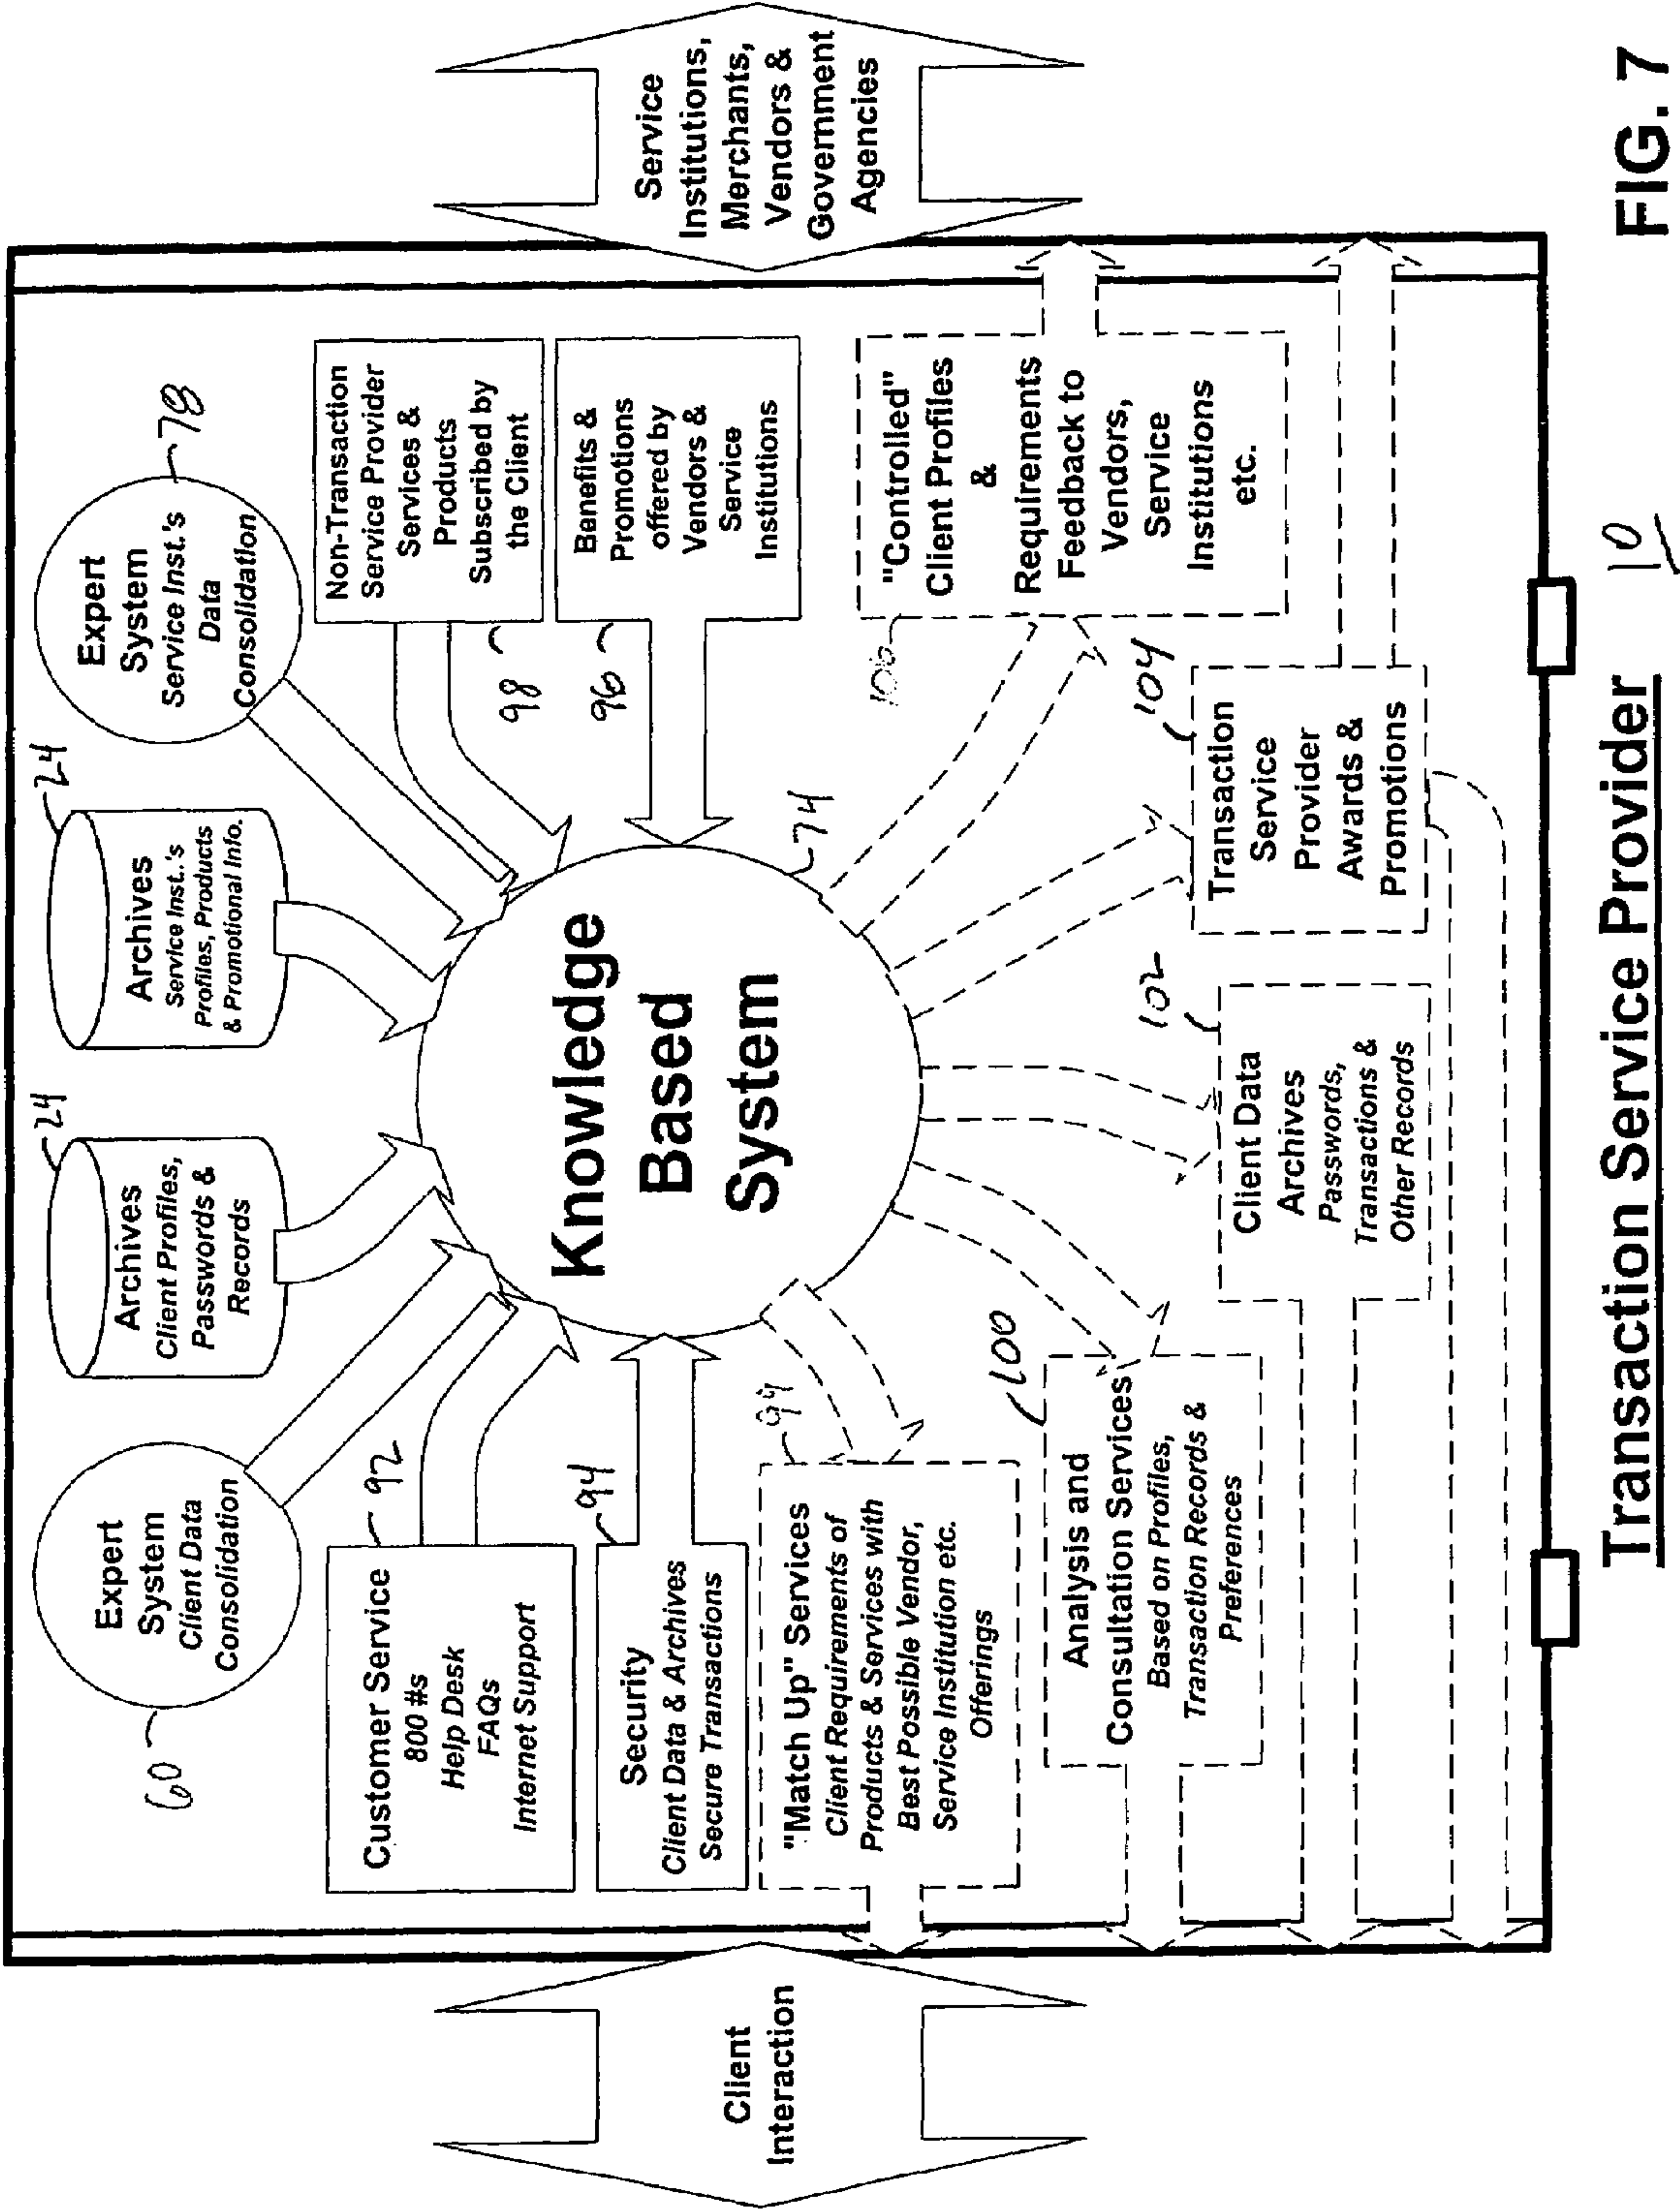 Client
Interaction
60
Expert
System
Client Data
Consolidation
24
Archives
Client Profiles,
Passwords &
Records
24
Archives
Service Inst.'s
Profiles, Products
& Promotional Info.
78
Expert
System
Service Inst.'s
Data
Consolidation
92
Customer Service
800 #s
Help Desk
FAQs
Internet Support
94
Security
Client Data & Archives
Secure Transactions
99
"Match Up" Services
Client Requirements of
Products & Services with
Best Possible Vendor,
Service Institution etc.
Offerings
100
Analysis and
Consultation Services
Based on Profiles,
Transaction Records &
Preferences
Knowledge
Based
System
74
98
Non-Transaction
Service Provider
Services &
Products
Subscribed by
the Client
96
Benefits &
Promotions
offered by
Vendors &
Service
Institutions
106
"Controlled"
Client Profiles
&
Requirements
Feedback to
Vendors,
Service
Institutions
etc.
102
Client Data
Archives
Passwords,
Transactions &
Other Records
104
Transaction
Service
Provider
Awards &
Promotions
Service
Institutions,
Merchants,
Vendors &
Government
Agencies
Transaction Service Provider
10
FIG. 7